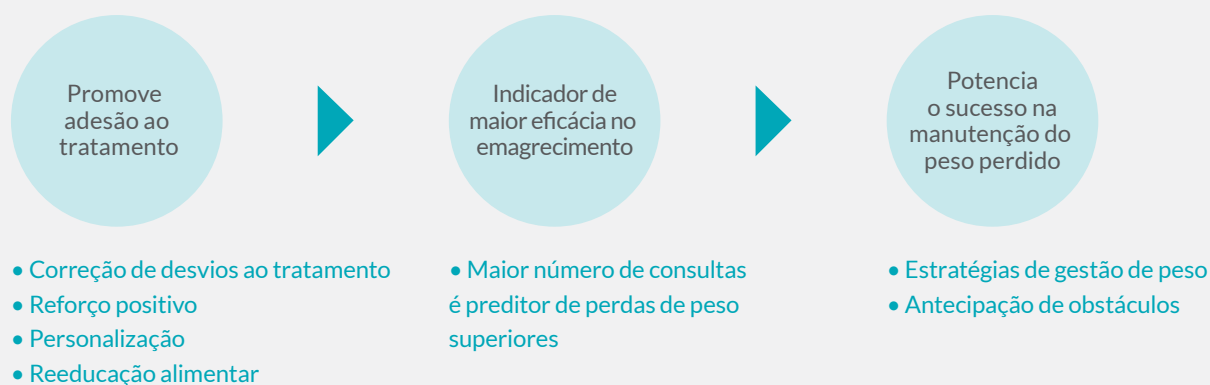 Promove
adesão ao
tratamento
Indicador de
maior eficácia no
emagrecimento
Potencia
o sucesso na
manutenção do
peso perdido
• Correção de desvios ao tratamento
• Reforço positivo
• Personalização
• Reeducação alimentar
• Maior número de consultas
é preditor de perdas de peso
superiores
• Estratégias de gestão de peso
• Antecipação de obstáculos